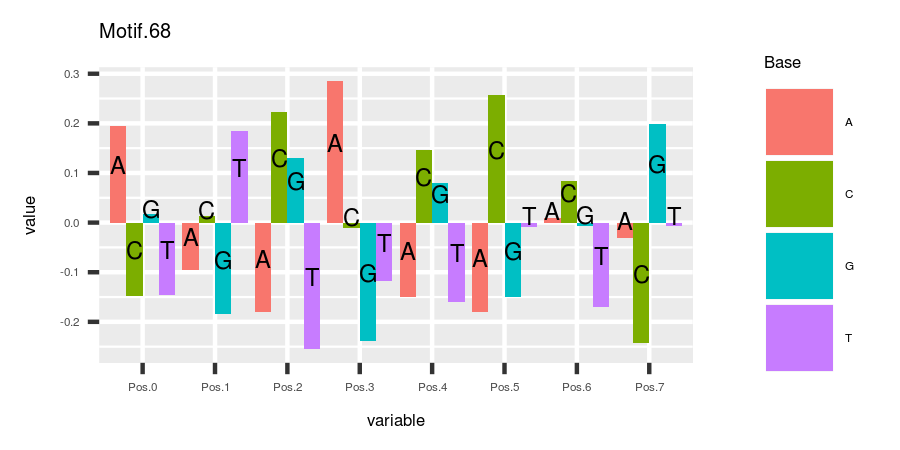 Motif.68
value
0.3
0.2
0.1
0.0
-0.1
-0.2
A C G T
A C G T
A C G T
A C G T
A C G T
A C G T
A C G T
A C G T
Pos.0 Pos.1 Pos.2 Pos.3 Pos.4 Pos.5 Pos.6 Pos.7
variable
Base
A
C
G
T